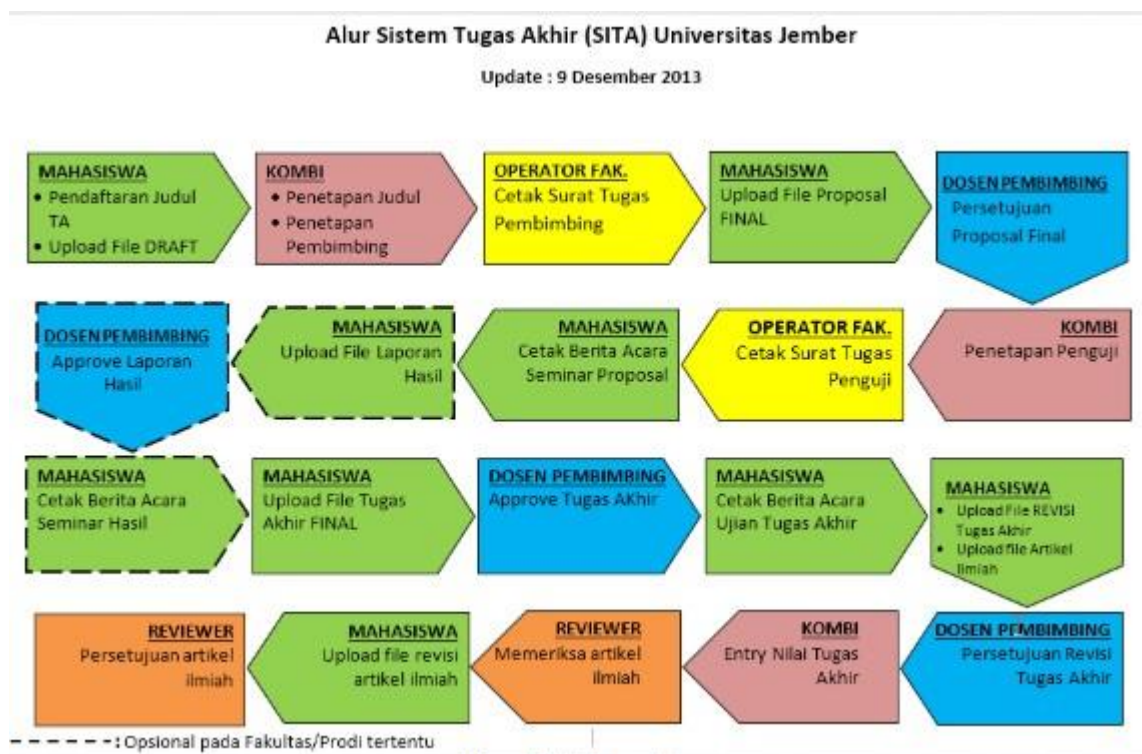 Alur Sistem Tugas Akhir (SITA) Universitas Jember
Update : 9 Desember 2013
MAHASISWA
• Pendaftaran Judul
TA
• Upload File DRAFT
KOMBI
• Penetapan Judul
• Penetapan
Pembimbing
OPERATOR FAK.
Cetak Surat Tugas
Pembimbing
MAHASISWA
Upload File Proposal
FINAL
DOSEN PEMBIMBING
Persetujuan
Proposal Final
KOMBI
Penetapan Penguji
OPERATOR FAK.
Cetak Surat Tugas
Penguji
MAHASISWA
Cetak Berita Acara
Seminar Proposal
MAHASISWA
Upload File Laporan
Hasil
DOSEN PEMBIMBING
Approve Laporan
Hasil
MAHASISWA
Cetak Berita Acara
Seminar Hasil
MAHASISWA
Upload File Tugas
Akhir FINAL
DOSEN PEMBIMBING
Approve Tugas AKhir
MAHASISWA
Cetak Berita Acara
Ujian Tugas Akhir
MAHASISWA
• Upload File REVISI
Tugas Akhir
• Upload file Artikel
Ilmiah
DOSEN PEMBIMBING
Persetujuan Revisi
Tugas Akhir
KOMBI
Entry Nilai Tugas
Akhir
REVIEWER
Memeriksa artikel
ilmiah
MAHASISWA
Upload file revisi
artikel ilmiah
REVIEWER
Persetujuan artikel
ilmiah
: Opsional pada Fakultas/Prodi tertentu